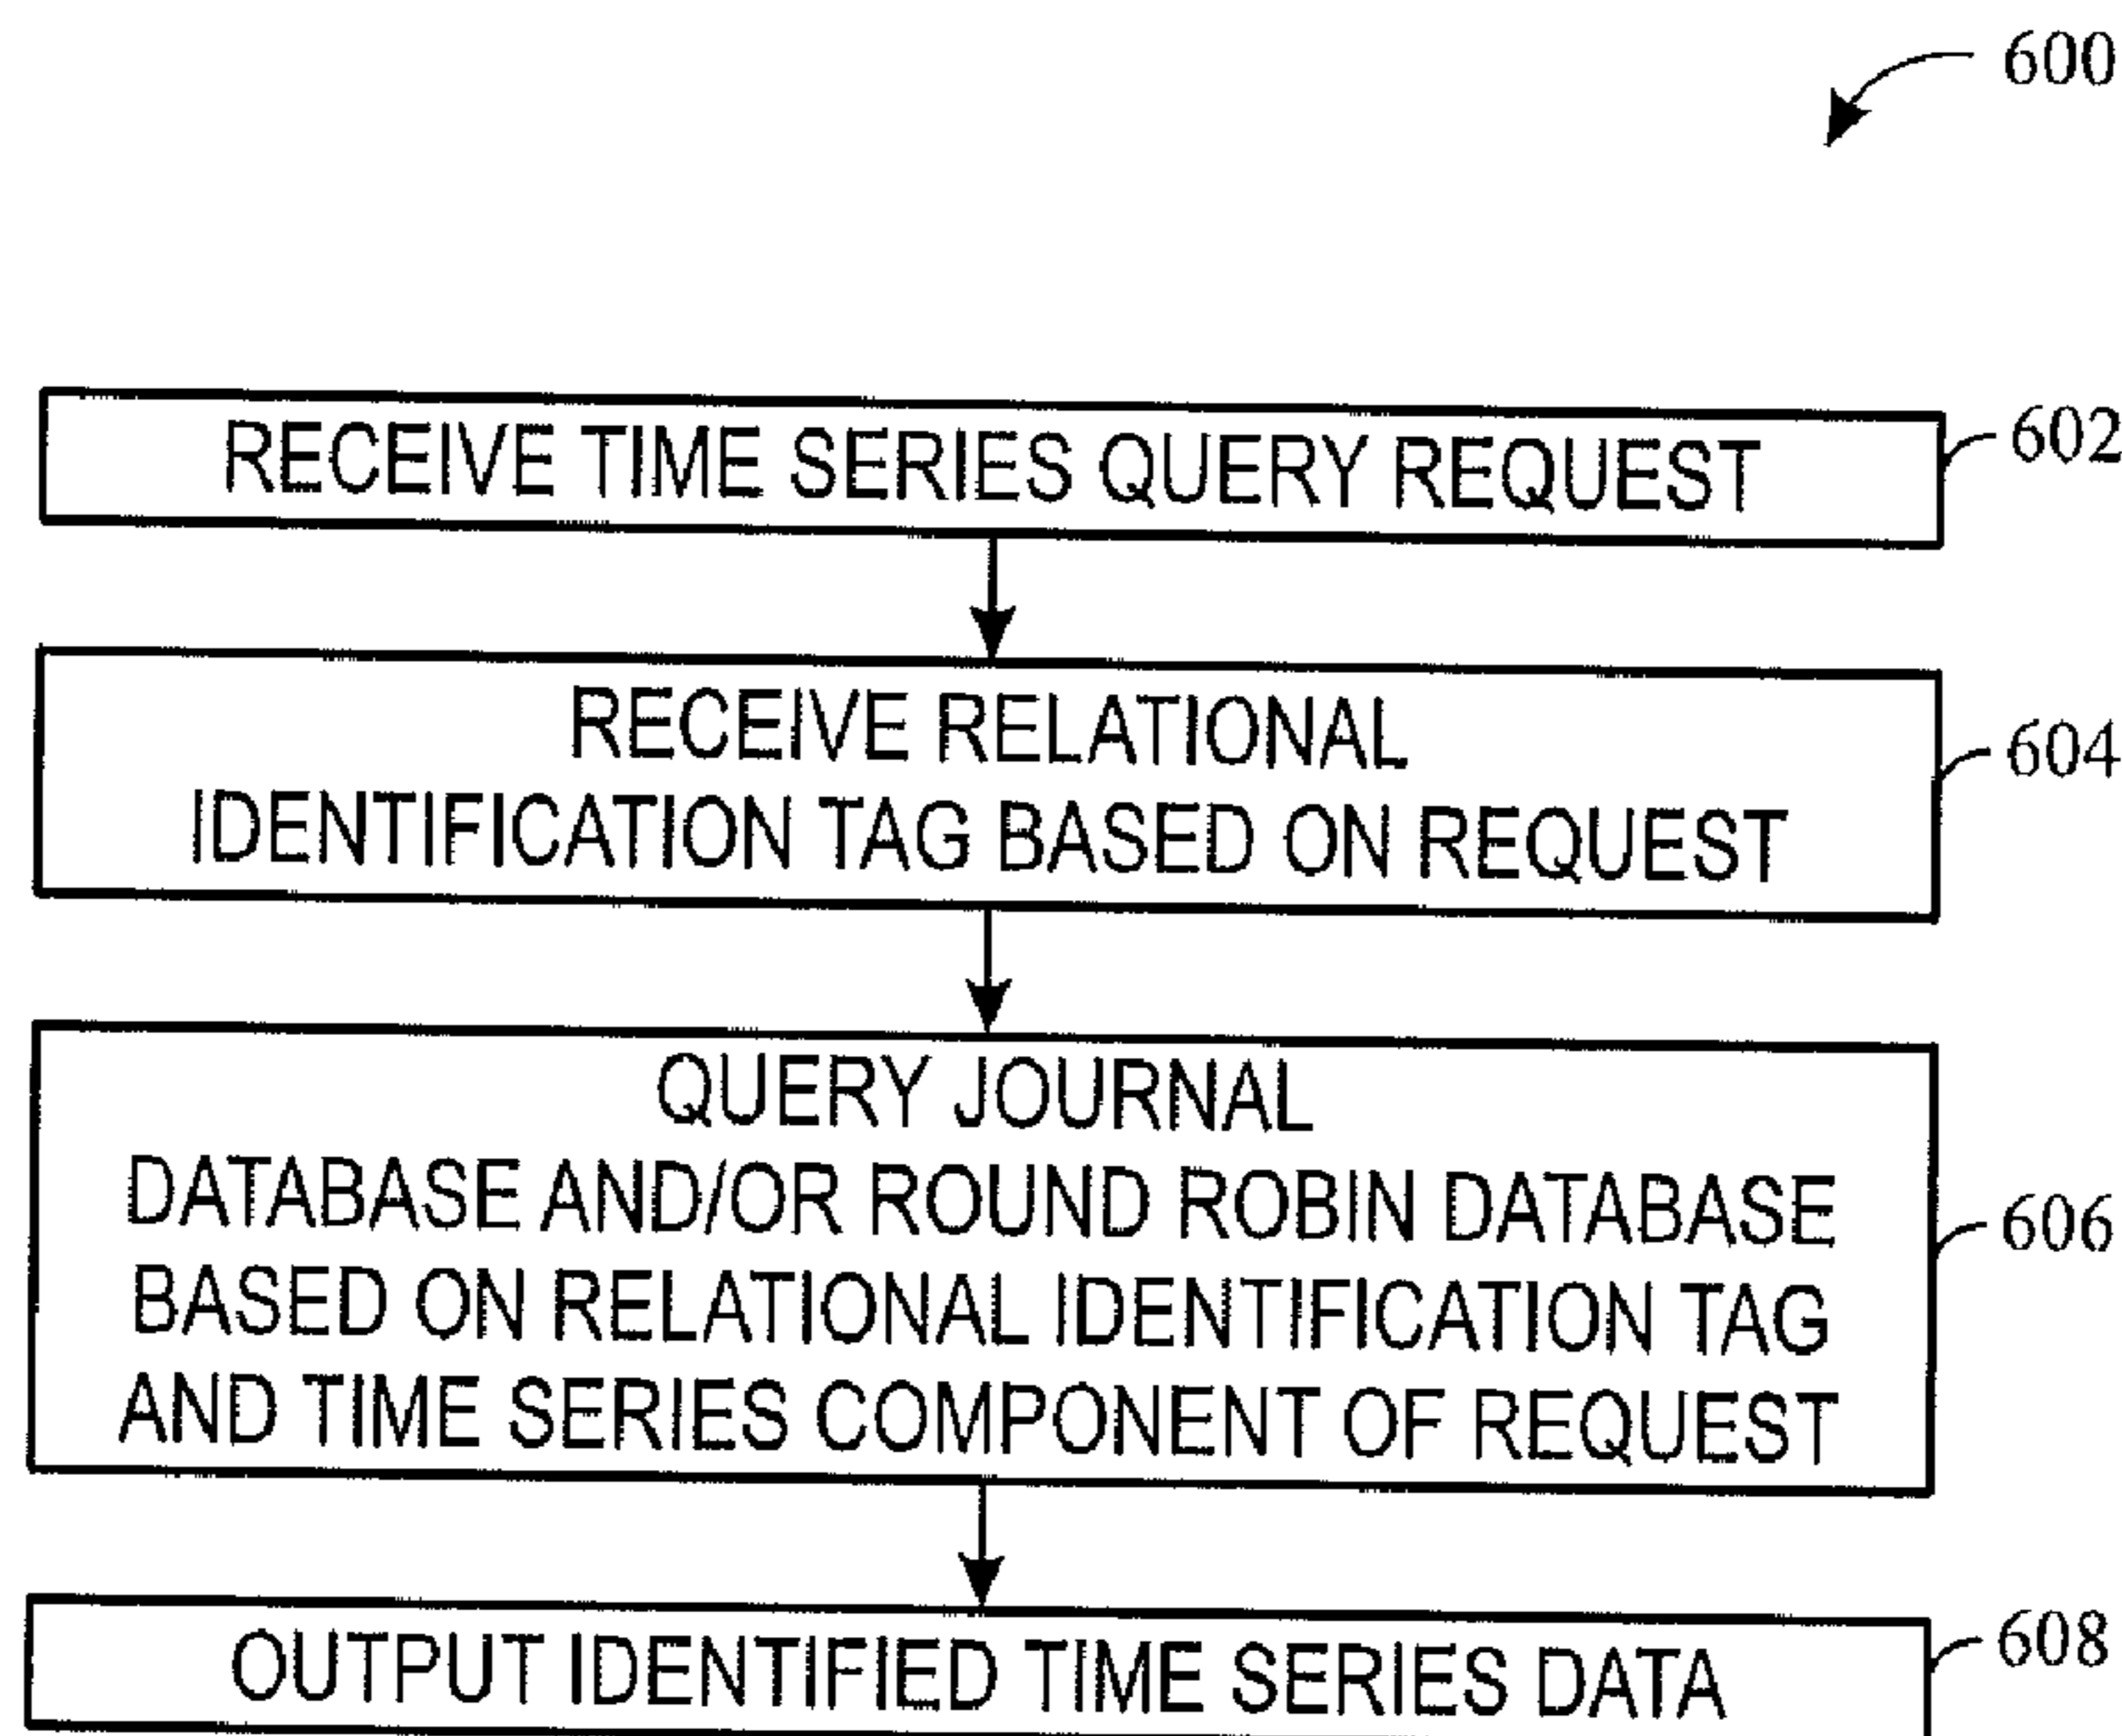 600
RECEIVE TIME SERIES QUERY REQUEST
602
RECEIVE RELATIONAL
IDENTIFICATION TAG BASED ON REQUEST
604
QUERY JOURNAL
DATABASE AND/OR ROUND ROBIN DATABASE
BASED ON RELATIONAL IDENTIFICATION TAG
AND TIME SERIES COMPONENT OF REQUEST
606
OUTPUT IDENTIFIED TIME SERIES DATA
608